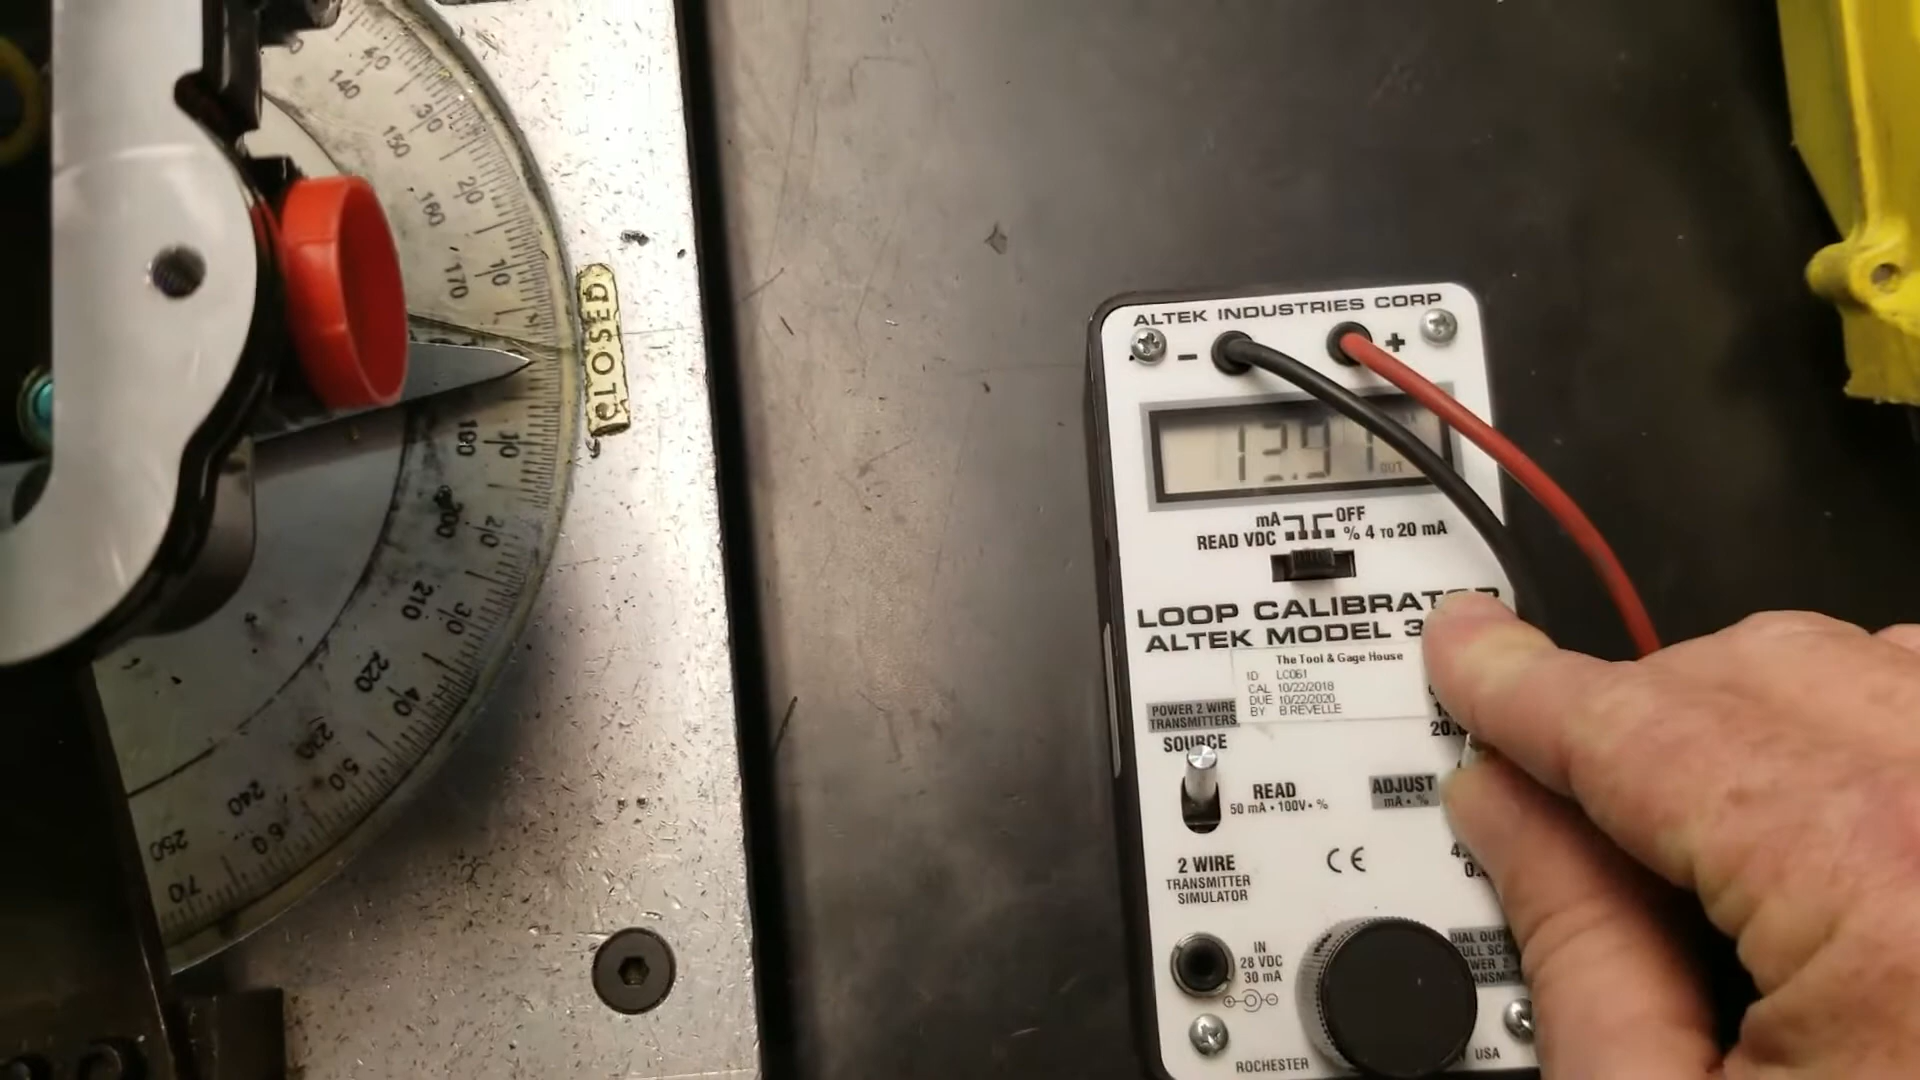 40
140
30
150
20
160
10
170
CLOSED
190
10
200
20
210
30
220
40
230
50
240
60
250
70
ALTEK INDUSTRIES CORP
- +
OUT
mA OFF
READ VDC % 4 TO 20 mA
LOOP CALIBRATOR
ALTEK MODEL 3
The Tool & Gage House
ID LC061
CAL 10/22/2018
DUE 10/22/2020
BY B.REVELLE
POWER 2 WIRE
TRANSMITTERS
SOURCE
READ
50 mA • 100V • %
ADJUST
mA • %
2 WIRE
TRANSMITTER
SIMULATOR
CE
IN
28 VDC
30 mA
ROCHESTER
USA